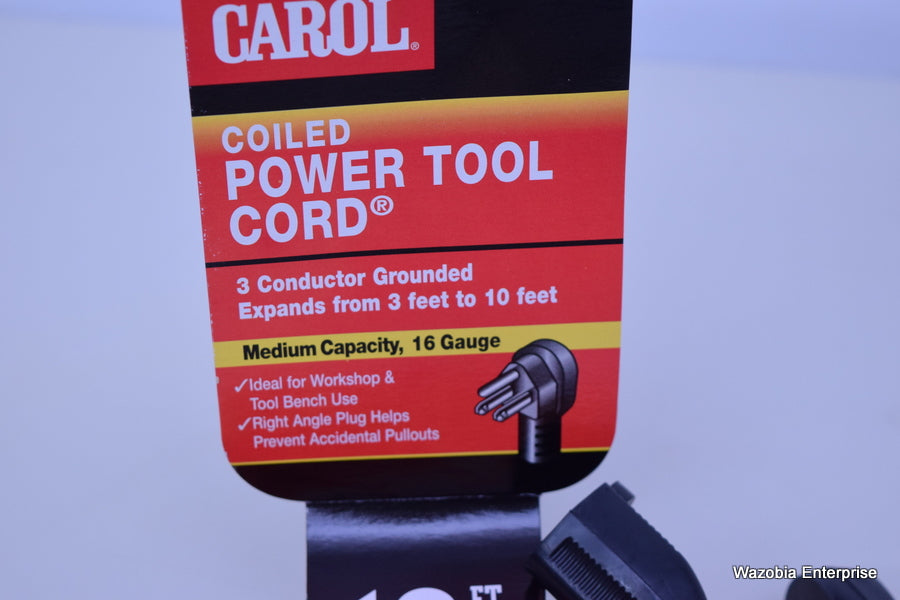 CAROL®
COILED
POWER TOOL
CORD®
3 Conductor Grounded
Expands from 3 feet to 10 feet
Medium Capacity, 16 Gauge
✓Ideal for Workshop &
Tool Bench Use
✓Right Angle Plug Helps
Prevent Accidental Pullouts
10 FT
Wazobia Enterprise